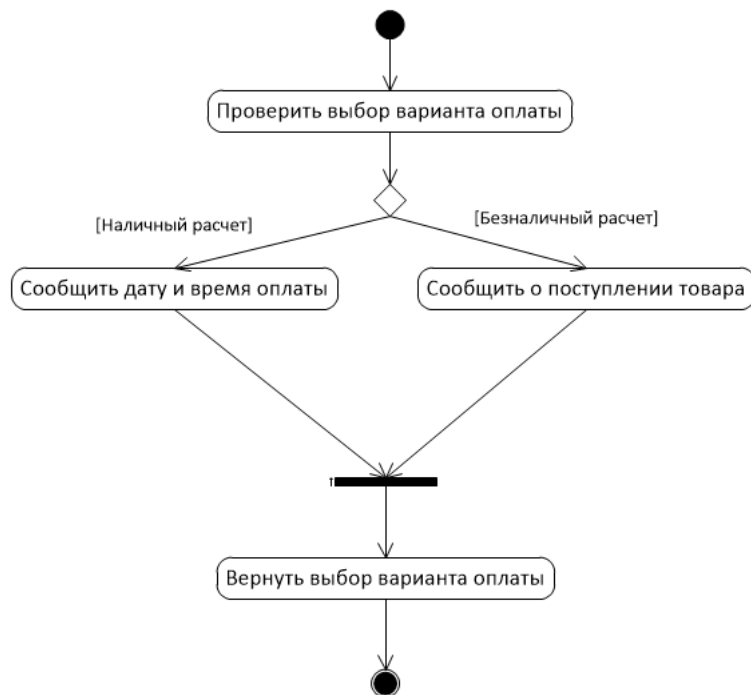 Проверить выбор варианта оплаты
[Наличный расчет]
[Безналичный расчет]
Сообщить дату и время оплаты
Сообщить о поступлении товара
Вернуть выбор варианта оплаты